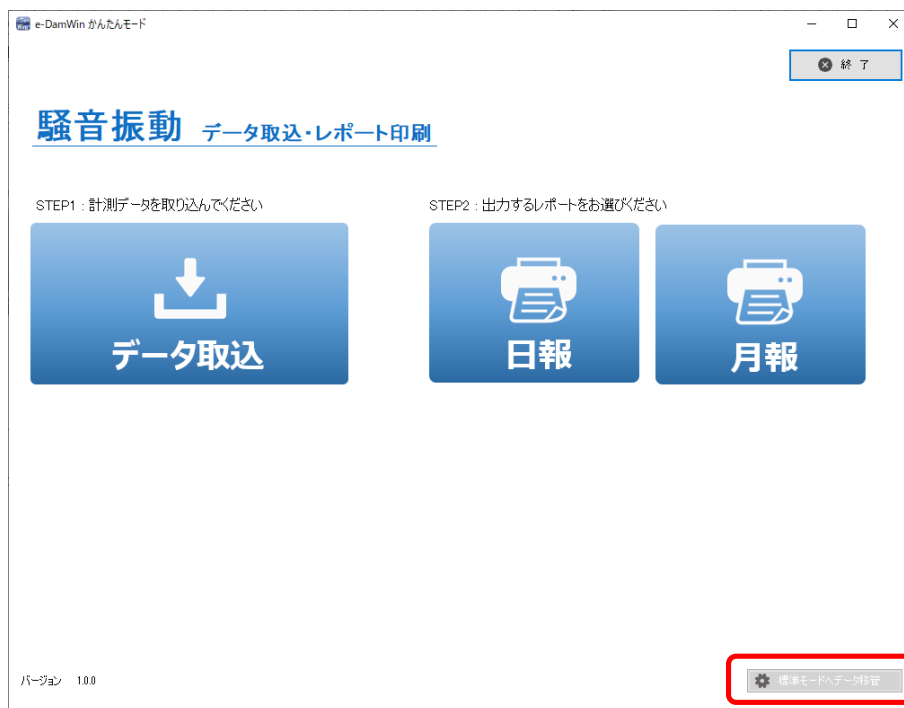 e-DamWin かんたんモード
終 了
騒音振動 データ取込・レポート印刷
STEP1 : 計測データを取り込んでください
STEP2 : 出力するレポートをお選びください
データ取込
日報
月報
バージョン 1.0.0
標準モードへデータ移管